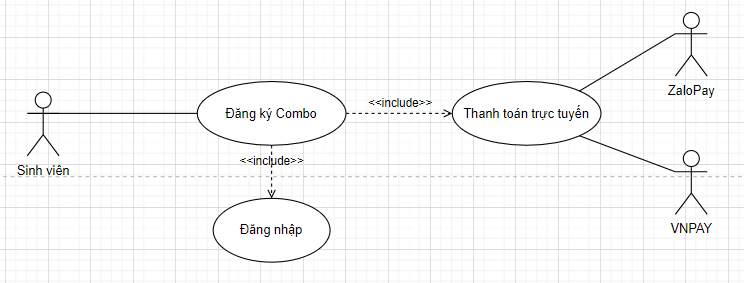 ZaloPay
<<include>>
Đăng ký Combo
Thanh toán trực tuyến
<<include>>
Sinh viên
Đăng nhập
VNPAY